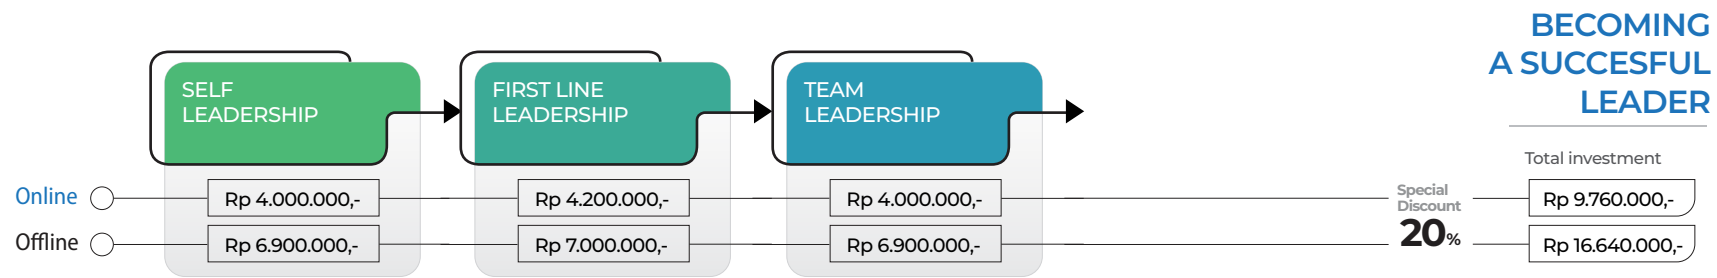 BECOMING
A SUCCESFUL
LEADER
SELF
LEADERSHIP
FIRST LINE
LEADERSHIP
TEAM
LEADERSHIP
Total investment
Online
Rp 4.000.000,-
Rp 4.200.000,-
Rp 4.000.000,-
Special
Discount
20%
Rp 9.760.000,-
Offline
Rp 6.900.000,-
Rp 7.000.000,-
Rp 6.900.000,-
Rp 16.640.000,-